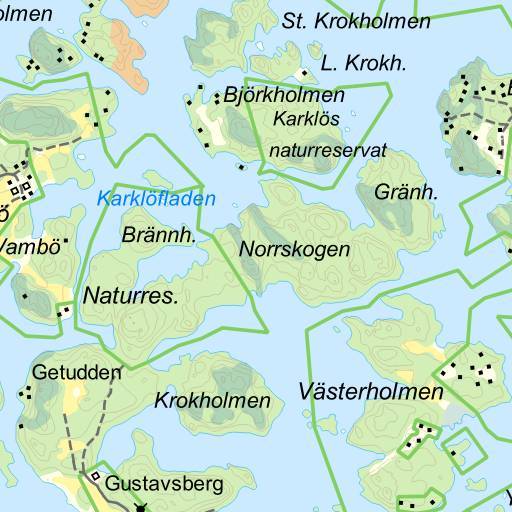 St. Krokholmen
L. Krokh.
Björkholmen
Karklös
naturreservat
Gränh.
Karklöfladen
Brännh.
Norrskogen
Vambö
Naturres.
Getudden
Krokholmen
Västerholmen
Gustavsberg